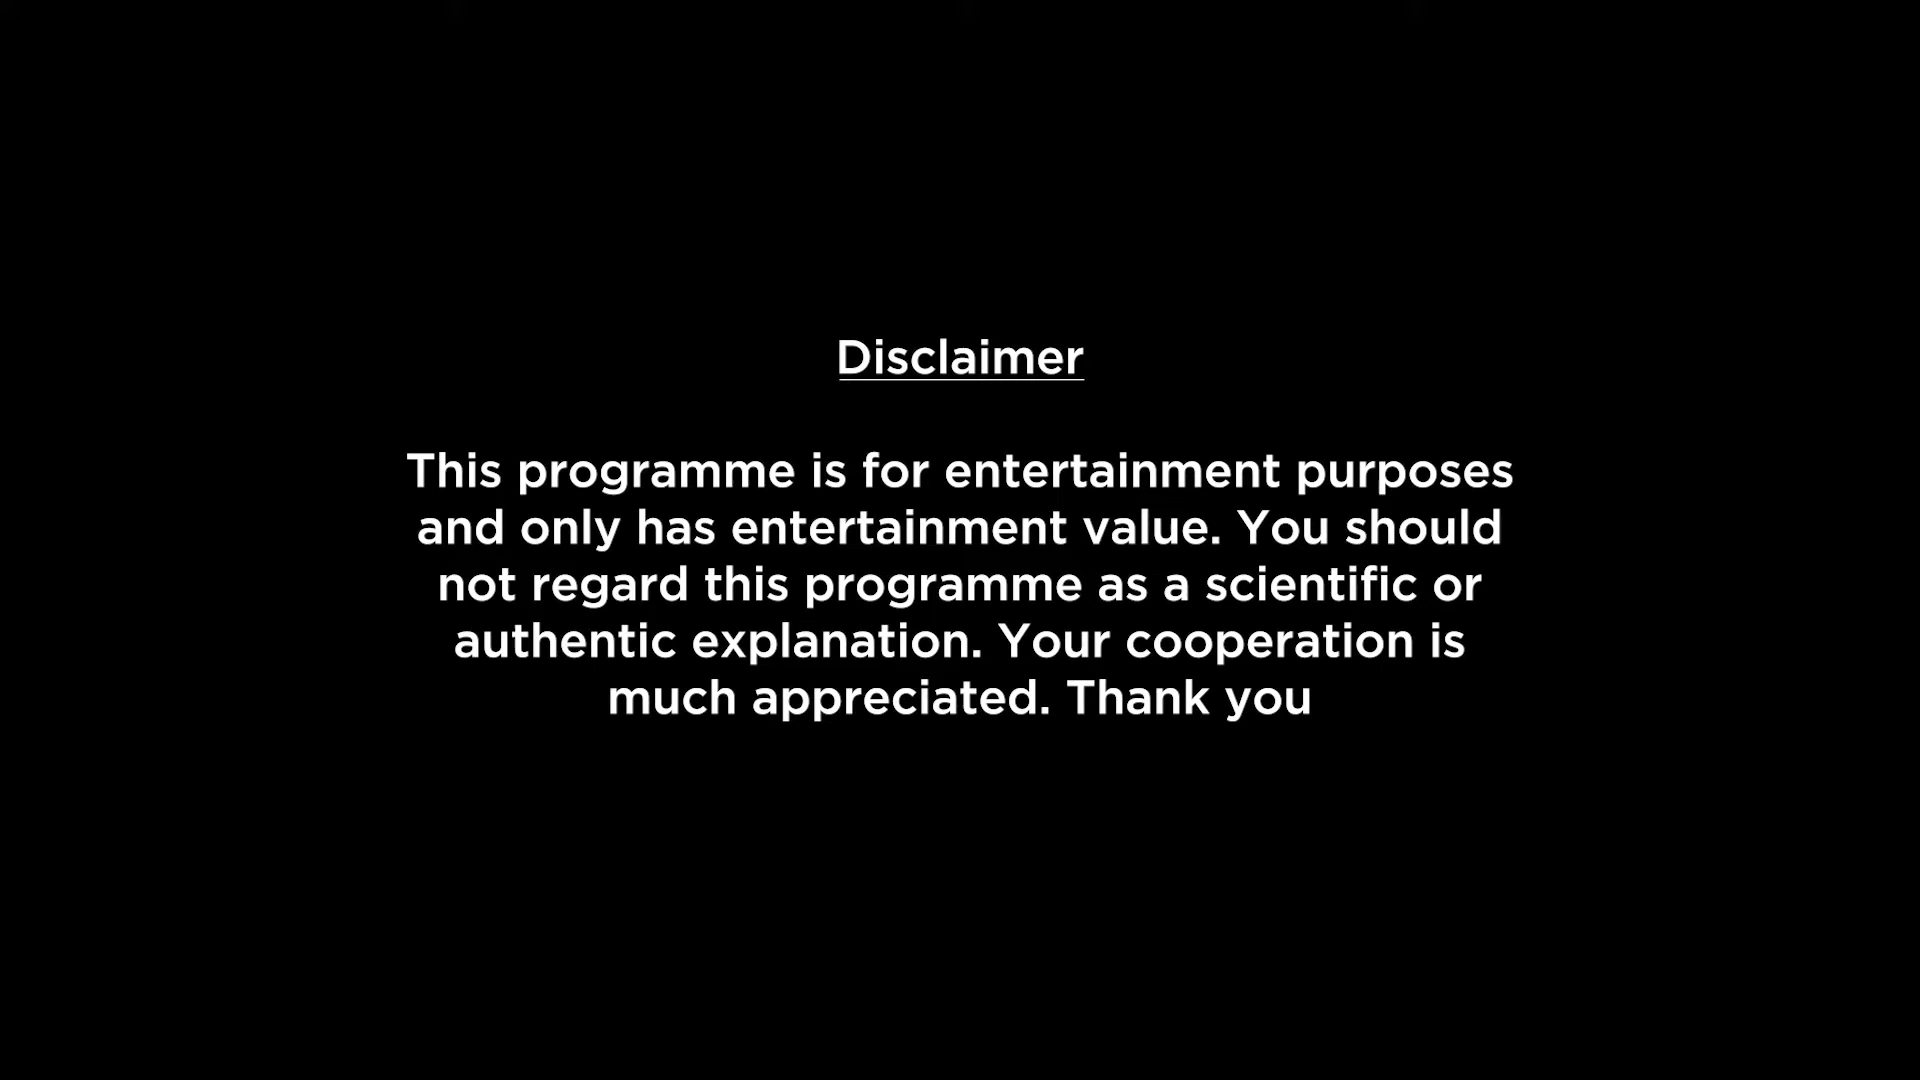 Disclaimer
This programme is for entertainment purposes
and only has entertainment value. You should
not regard this programme as a scientific or
authentic explanation. Your cooperation is
much appreciated. Thank you